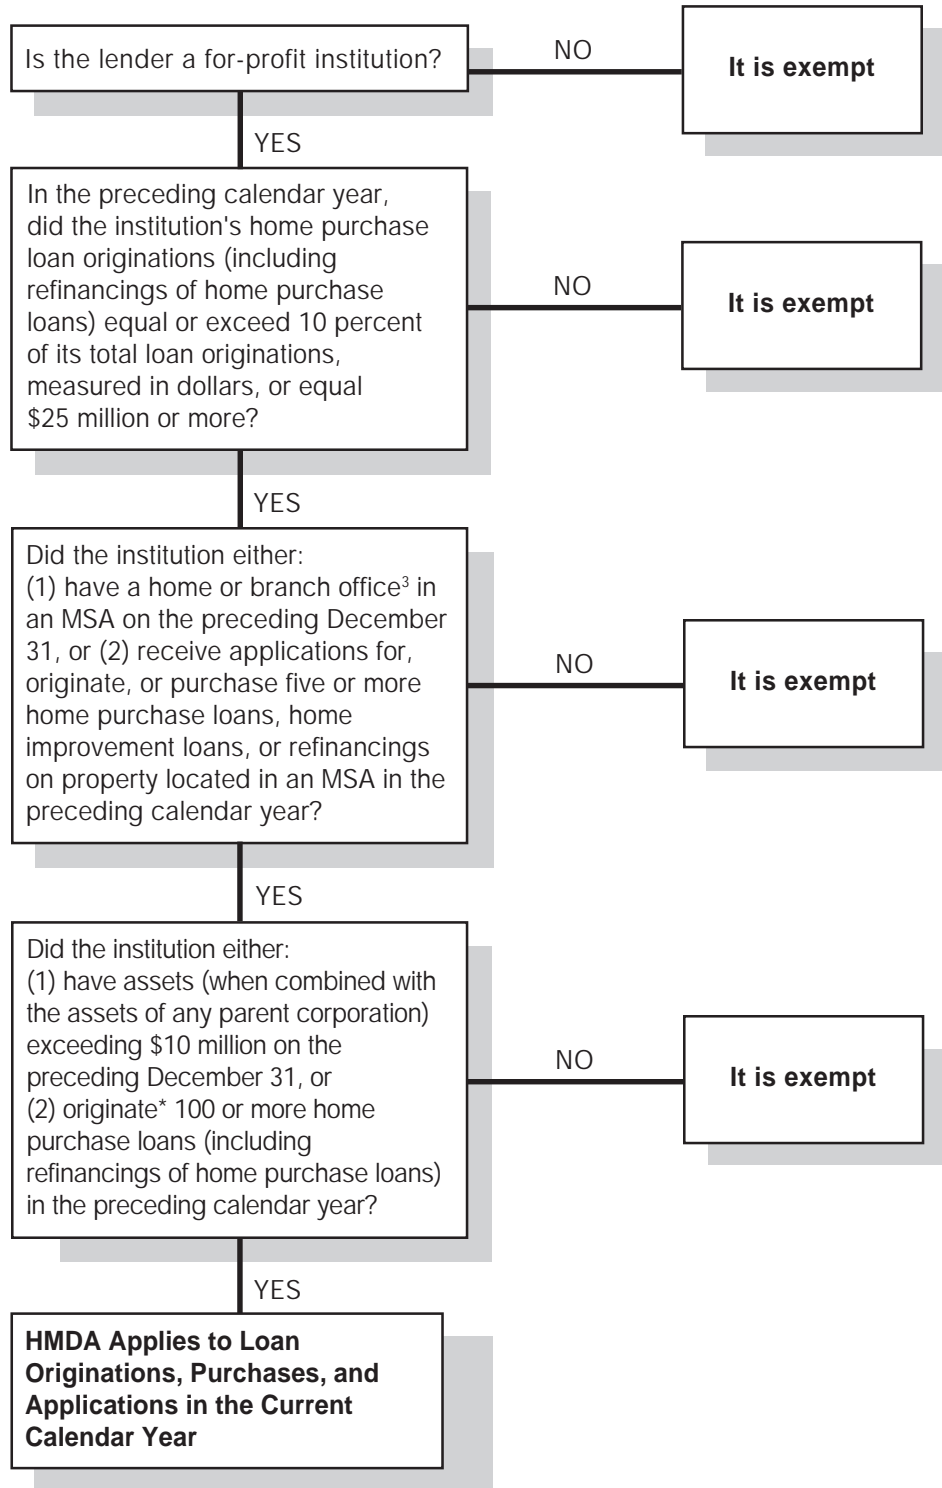 Is the lender a for-profit institution?
NO
It is exempt
YES
In the preceding calendar year,
did the institution's home purchase
loan originations (including
refinancings of home purchase
loans) equal or exceed 10 percent
of its total loan originations,
measured in dollars, or equal
$25 million or more?
NO
It is exempt
YES
Did the institution either:
(1) have a home or branch office³ in
an MSA on the preceding December
31, or (2) receive applications for,
originate, or purchase five or more
home purchase loans, home
improvement loans, or refinancings
on property located in an MSA in the
preceding calendar year?
NO
It is exempt
YES
Did the institution either:
(1) have assets (when combined with
the assets of any parent corporation)
exceeding $10 million on the
preceding December 31, or
(2) originate* 100 or more home
purchase loans (including
refinancings of home purchase loans)
in the preceding calendar year?
NO
It is exempt
YES
HMDA Applies to Loan
Originations, Purchases, and
Applications in the Current
Calendar Year